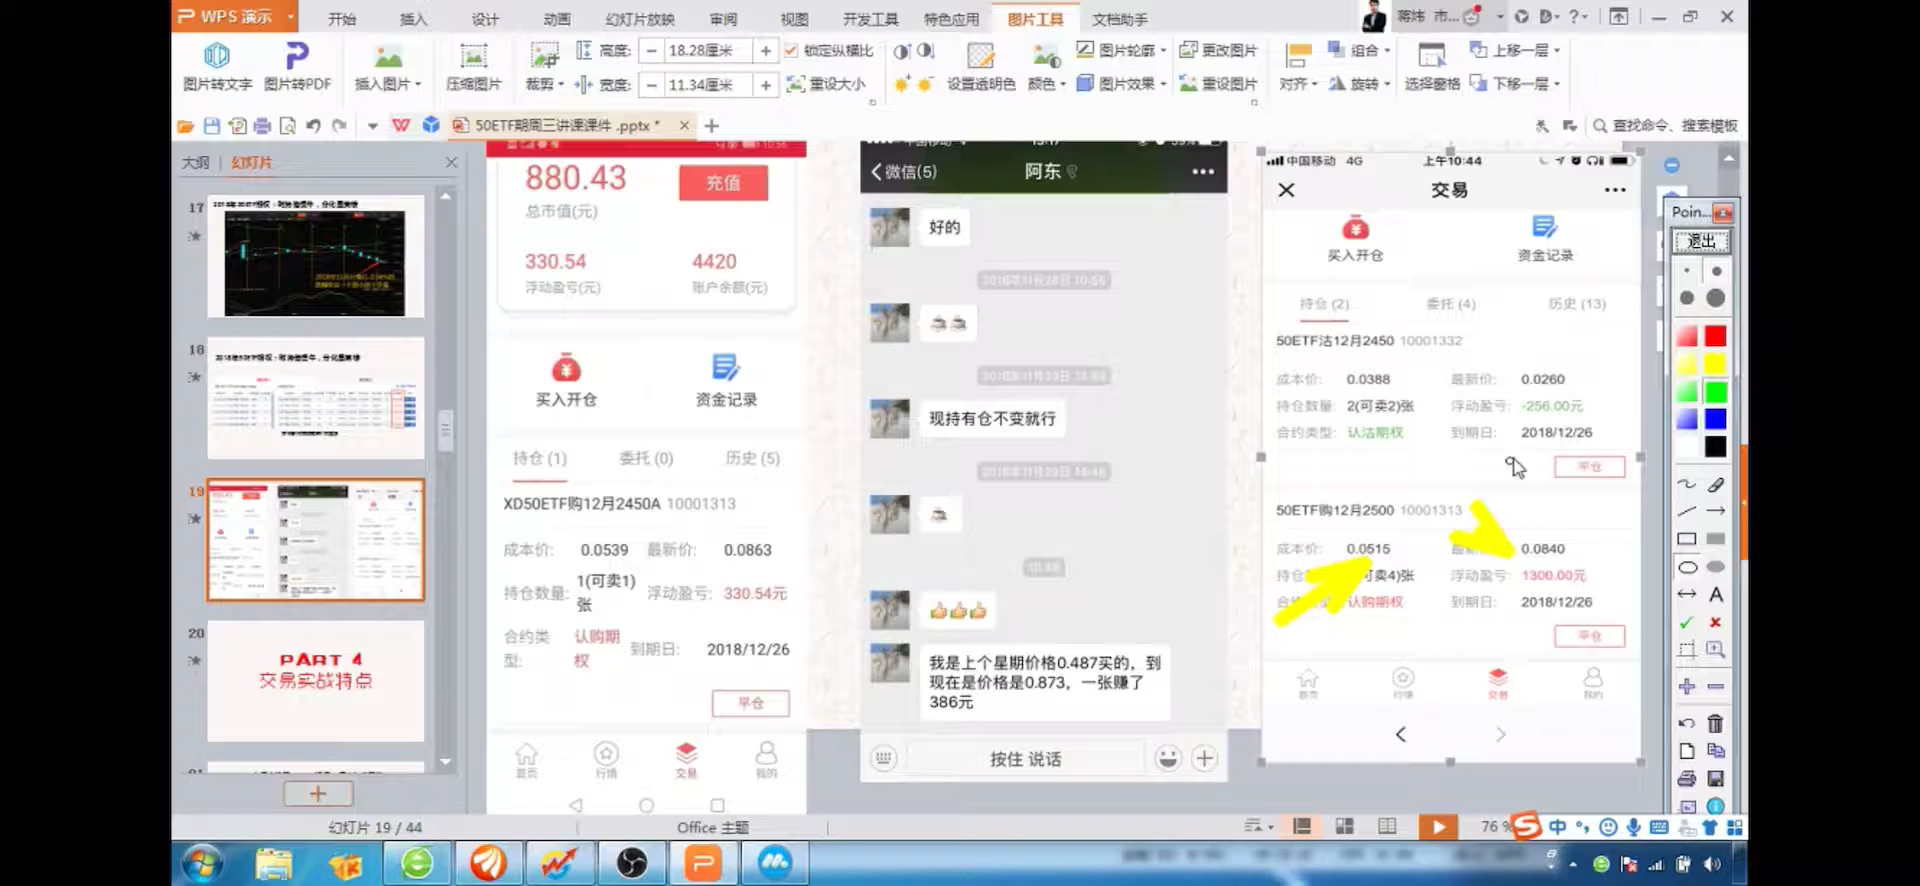 WPS 演示
开始
插入
设计
动画
幻灯片放映
审阅
视图
开发工具
特色应用
图片工具
文档助手
蒋炜 市...
图片转文字
图片转PDF
插入图片
压缩图片
裁剪
高度:
18.28厘米
宽度:
11.34厘米
锁定纵横比
重设大小
设置透明色
颜色
图片轮廓
图片效果
更改图片
重设图片
对齐
组合
旋转
选择窗格
上移一层
下移一层
50ETF期周三讲课课件 .pptx *
查找命令、搜索模板
大纲
幻灯片
17
18
19
20
PART 4
交易实战特点
880.43
充值
总市值(元)
330.54
4420
浮动盈亏(元)
账户余额(元)
买入开仓
资金记录
持仓 (1)
委托 (0)
历史 (5)
XD50ETF购12月2450A 10001313
成本价: 0.0539 最新价: 0.0863
持仓数量: 1(可卖1)张 浮动盈亏: 330.54元
合约类型: 认购期权 到期日: 2018/12/26
平仓
首页
行情
交易
我的
微信(5)
阿东
好的
现持有仓不变就行
我是上个星期价格0.487买的，到
现在是价格是0.873，一张赚了
386元
按住 说话
中国移动 4G
上午10:44
交易
买入开仓
资金记录
持仓 (2)
委托 (4)
历史 (13)
50ETF沽12月2450 10001332
成本价: 0.0388 最新价: 0.0260
持仓数量: 2(可卖2)张 浮动盈亏: -256.00元
合约类型: 认沽期权 到期日: 2018/12/26
平仓
50ETF购12月2500 10001313
成本价: 0.0515 0.0840
可卖4)张 浮动盈亏: 1300.00元
认购期权 到期日: 2018/12/26
平仓
首页
行情
交易
我的
Poin...
退出
幻灯片 19 / 44
Office 主题
76 %
中